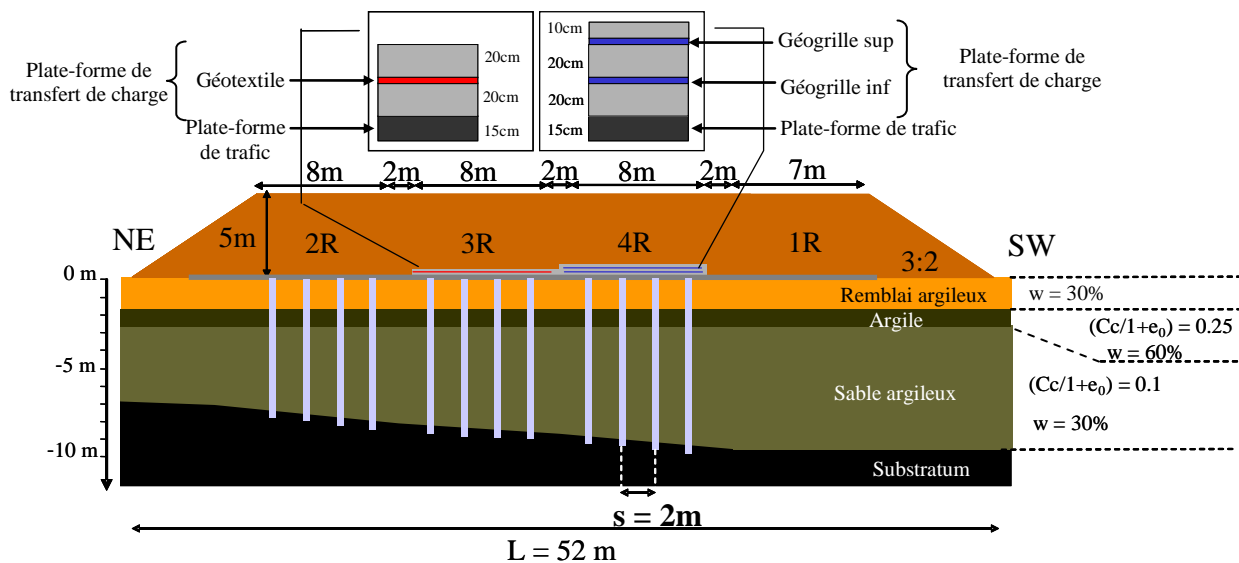 Plate-forme de
transfert de charge
Géotextile
Plate-forme
de trafic
20cm
20cm
15cm
10cm
20cm
20cm
15cm
Géogrille sup
Géogrille inf
Plate-forme de trafic
Plate-forme de
transfert de charge
8m
2m
8m
2m
8m
2m
7m
NE
5m
2R
3R
4R
1R
SW
3:2
0 m
-5 m
-10 m
Remblai argileux
w = 30%
Argile
(Cc/1+e₀) = 0.25
w = 60%
(Cc/1+e₀) = 0.1
Sable argileux
w = 30%
Substratum
s = 2m
L = 52 m